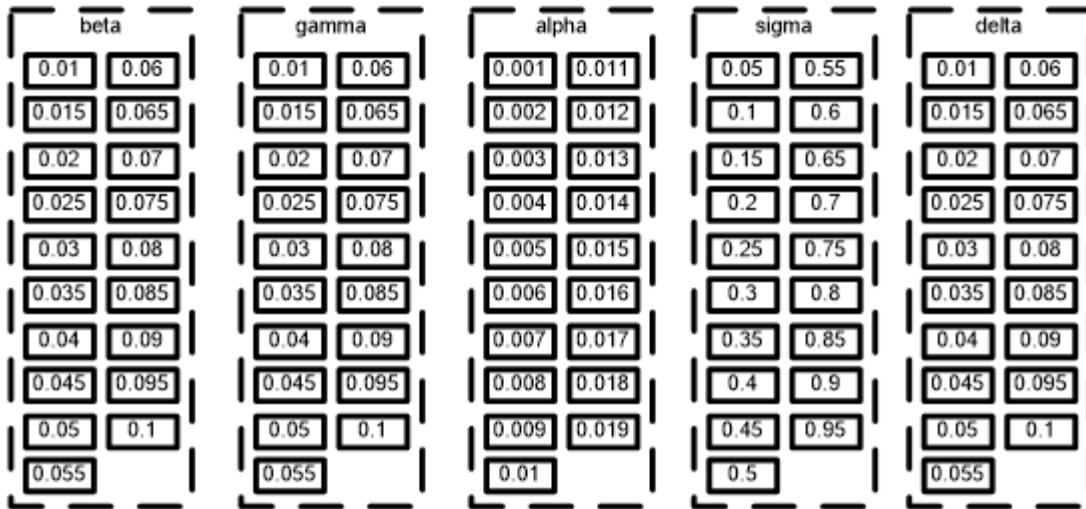 beta gamma alpha sigma delta
0.01 0.06 0.01 0.06 0.001 0.011 0.05 0.55 0.01 0.06
0.015 0.065 0.015 0.065 0.002 0.012 0.1 0.6 0.015 0.065
0.02 0.07 0.02 0.07 0.003 0.013 0.15 0.65 0.02 0.07
0.025 0.075 0.025 0.075 0.004 0.014 0.2 0.7 0.025 0.075
0.03 0.08 0.03 0.08 0.005 0.015 0.25 0.75 0.03 0.08
0.035 0.085 0.035 0.085 0.006 0.016 0.3 0.8 0.035 0.085
0.04 0.09 0.04 0.09 0.007 0.017 0.35 0.85 0.04 0.09
0.045 0.095 0.045 0.095 0.008 0.018 0.4 0.9 0.045 0.095
0.05 0.1 0.05 0.1 0.009 0.019 0.45 0.95 0.05 0.1
0.055 0.055 0.01 0.5 0.055